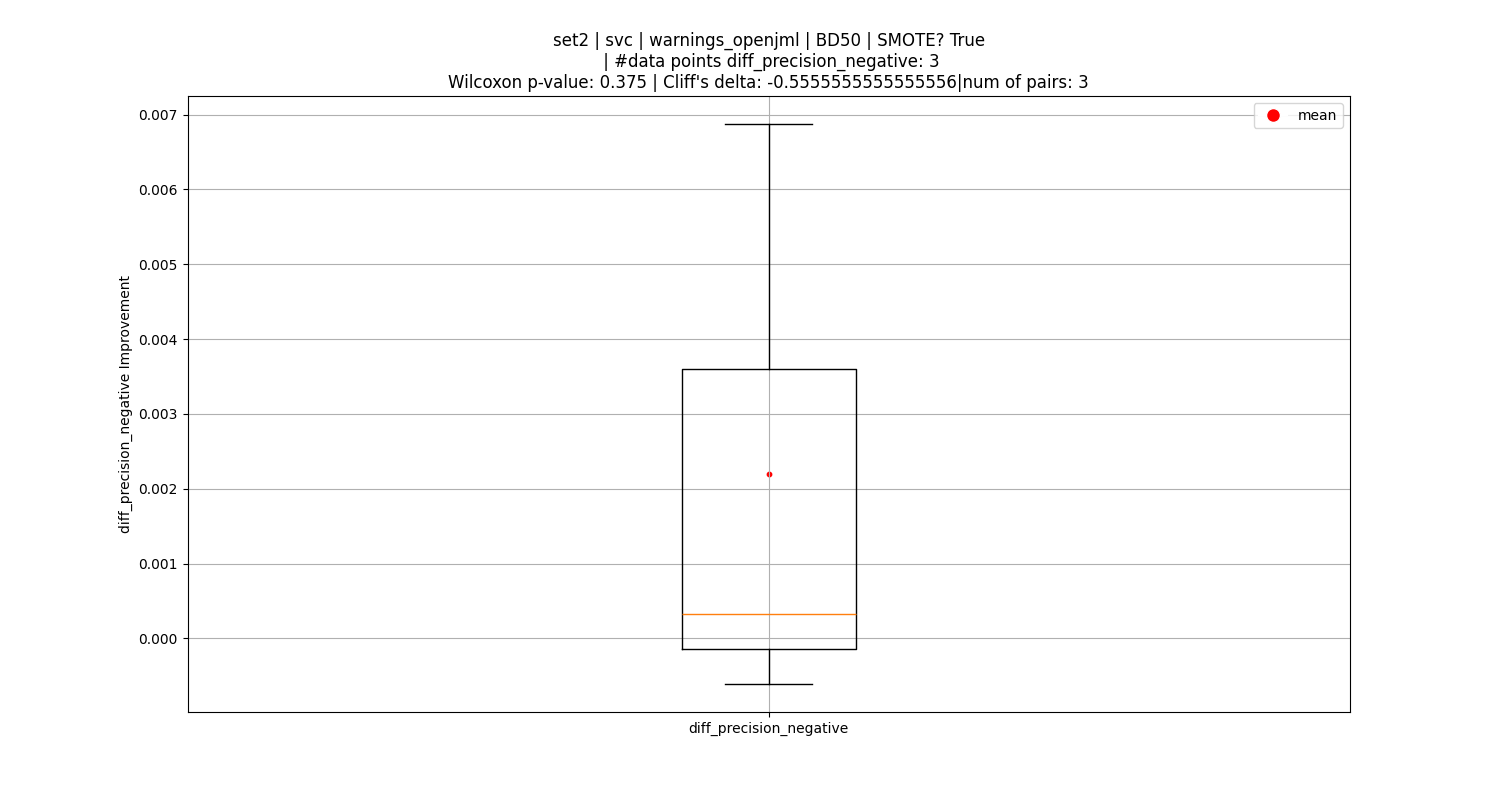 set2 | svc | warnings_openjml | BD50 | SMOTE? True
| #data points diff_precision_negative: 3
Wilcoxon p-value: 0.375 | Cliff's delta: -0.5555555555555556|num of pairs: 3
mean
0.007
0.006
0.005
0.004
0.003
0.002
0.001
0.000
diff_precision_negative Improvement
diff_precision_negative